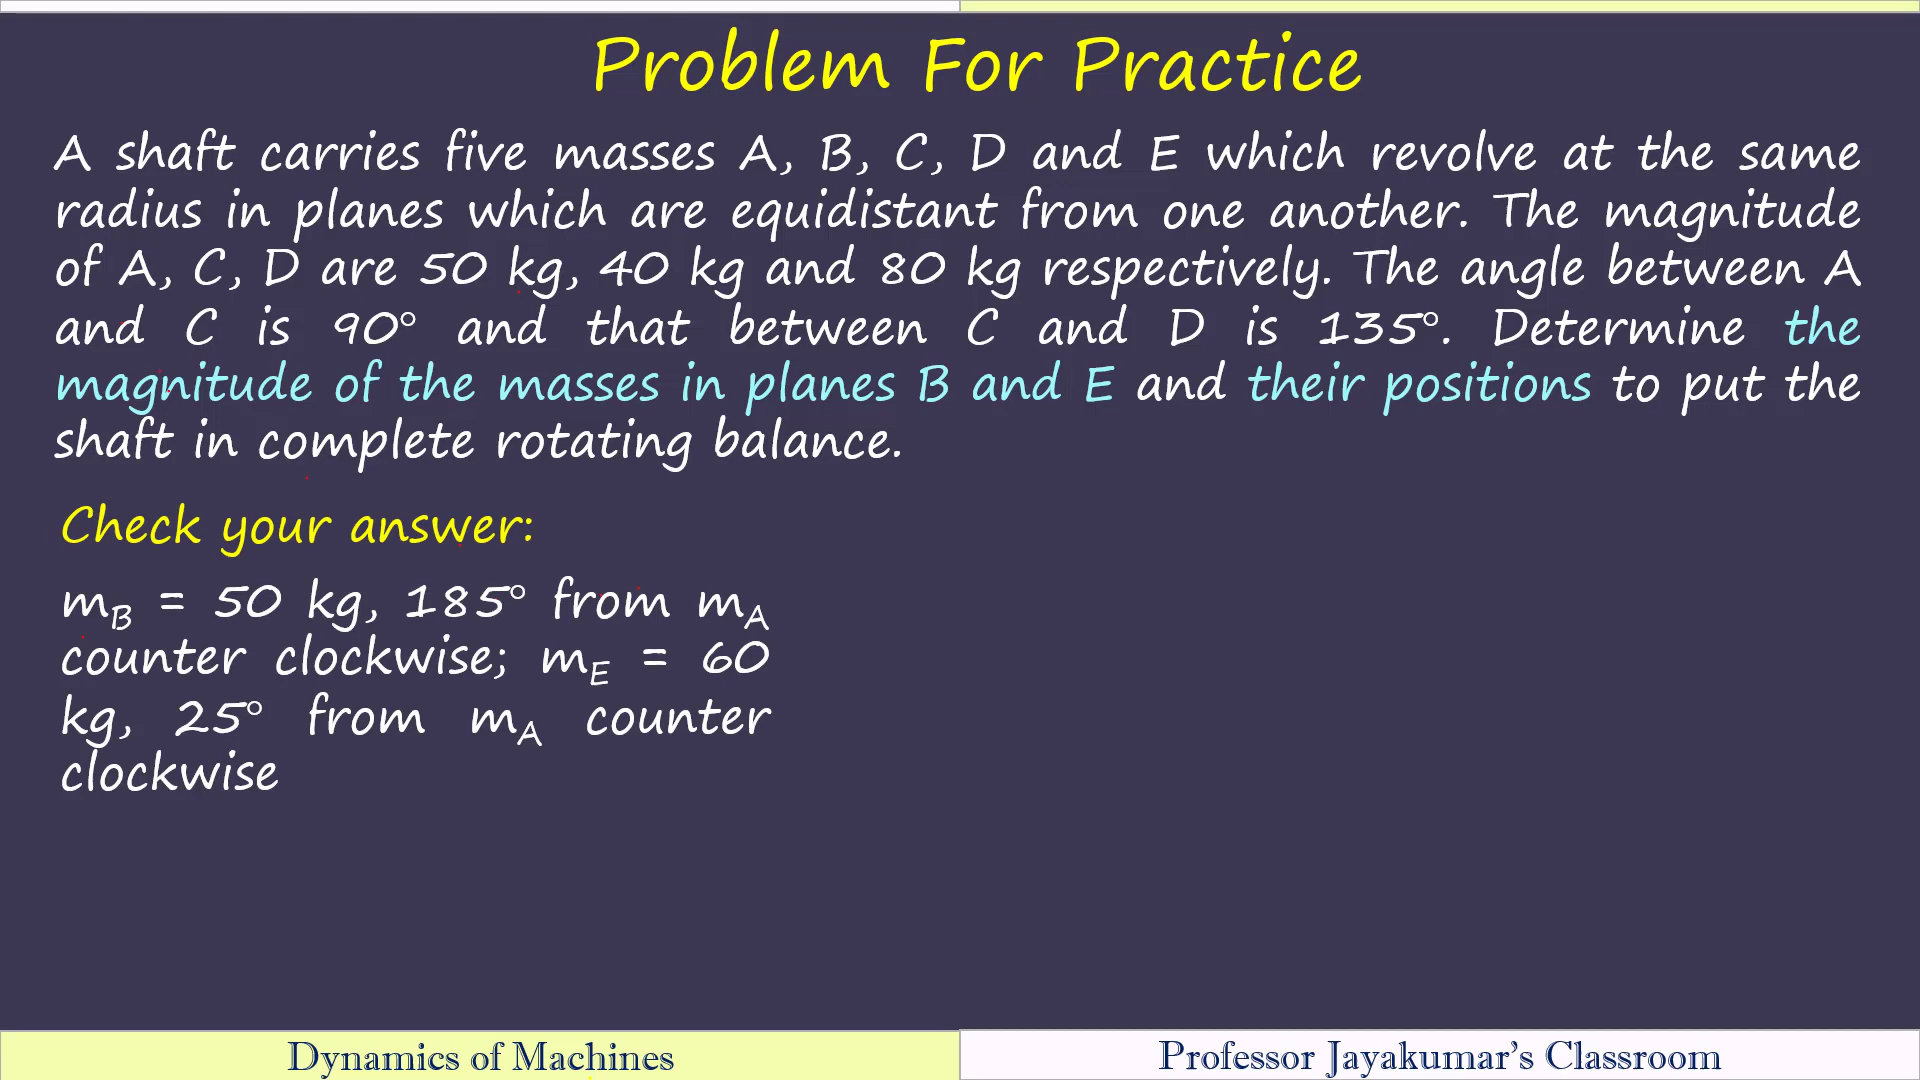 Problem For Practice
A shaft carries five masses A, B, C, D and E which revolve at the same
radius in planes which are equidistant from one another. The magnitude
of A, C, D are 50 kg, 40 kg and 80 kg respectively. The angle between A
and C is 90° and that between C and D is 135°. Determine the
magnitude of the masses in planes B and E and their positions to put the
shaft in complete rotating balance.
Check your answer:
m_B = 50 kg, 185° from m_A
counter clockwise; m_E = 60
kg, 25° from m_A counter
clockwise
Dynamics of Machines
Professor Jayakumar's Classroom